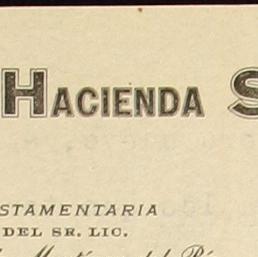 HACIENDA S
STAMENTARIA
DEL SR. LIC.